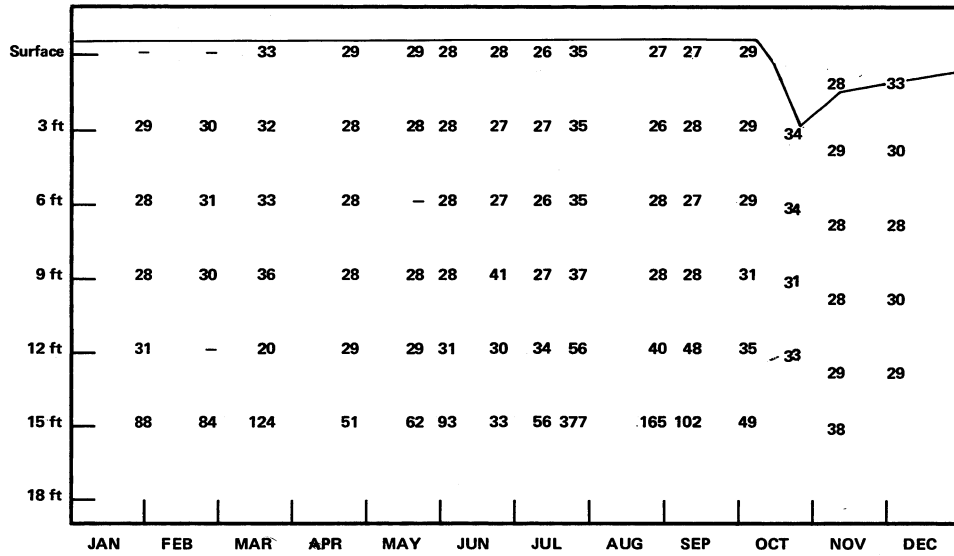 Surface – – 33 29 29 28 28 26 35 27 27 29
28 33
3 ft 29 30 32 28 28 28 27 27 35 26 28 29 34
29 30
6 ft 28 31 33 28 – 28 27 26 35 28 27 29 34
28 28
9 ft 28 30 36 28 28 28 41 27 37 28 28 31 31
28 30
12 ft 31 – 20 29 29 31 30 34 56 40 48 35 33
29 29
15 ft 88 84 124 51 62 93 33 56 377 165 102 49 38
18 ft
JAN FEB MAR APR MAY JUN JUL AUG SEP OCT NOV DEC